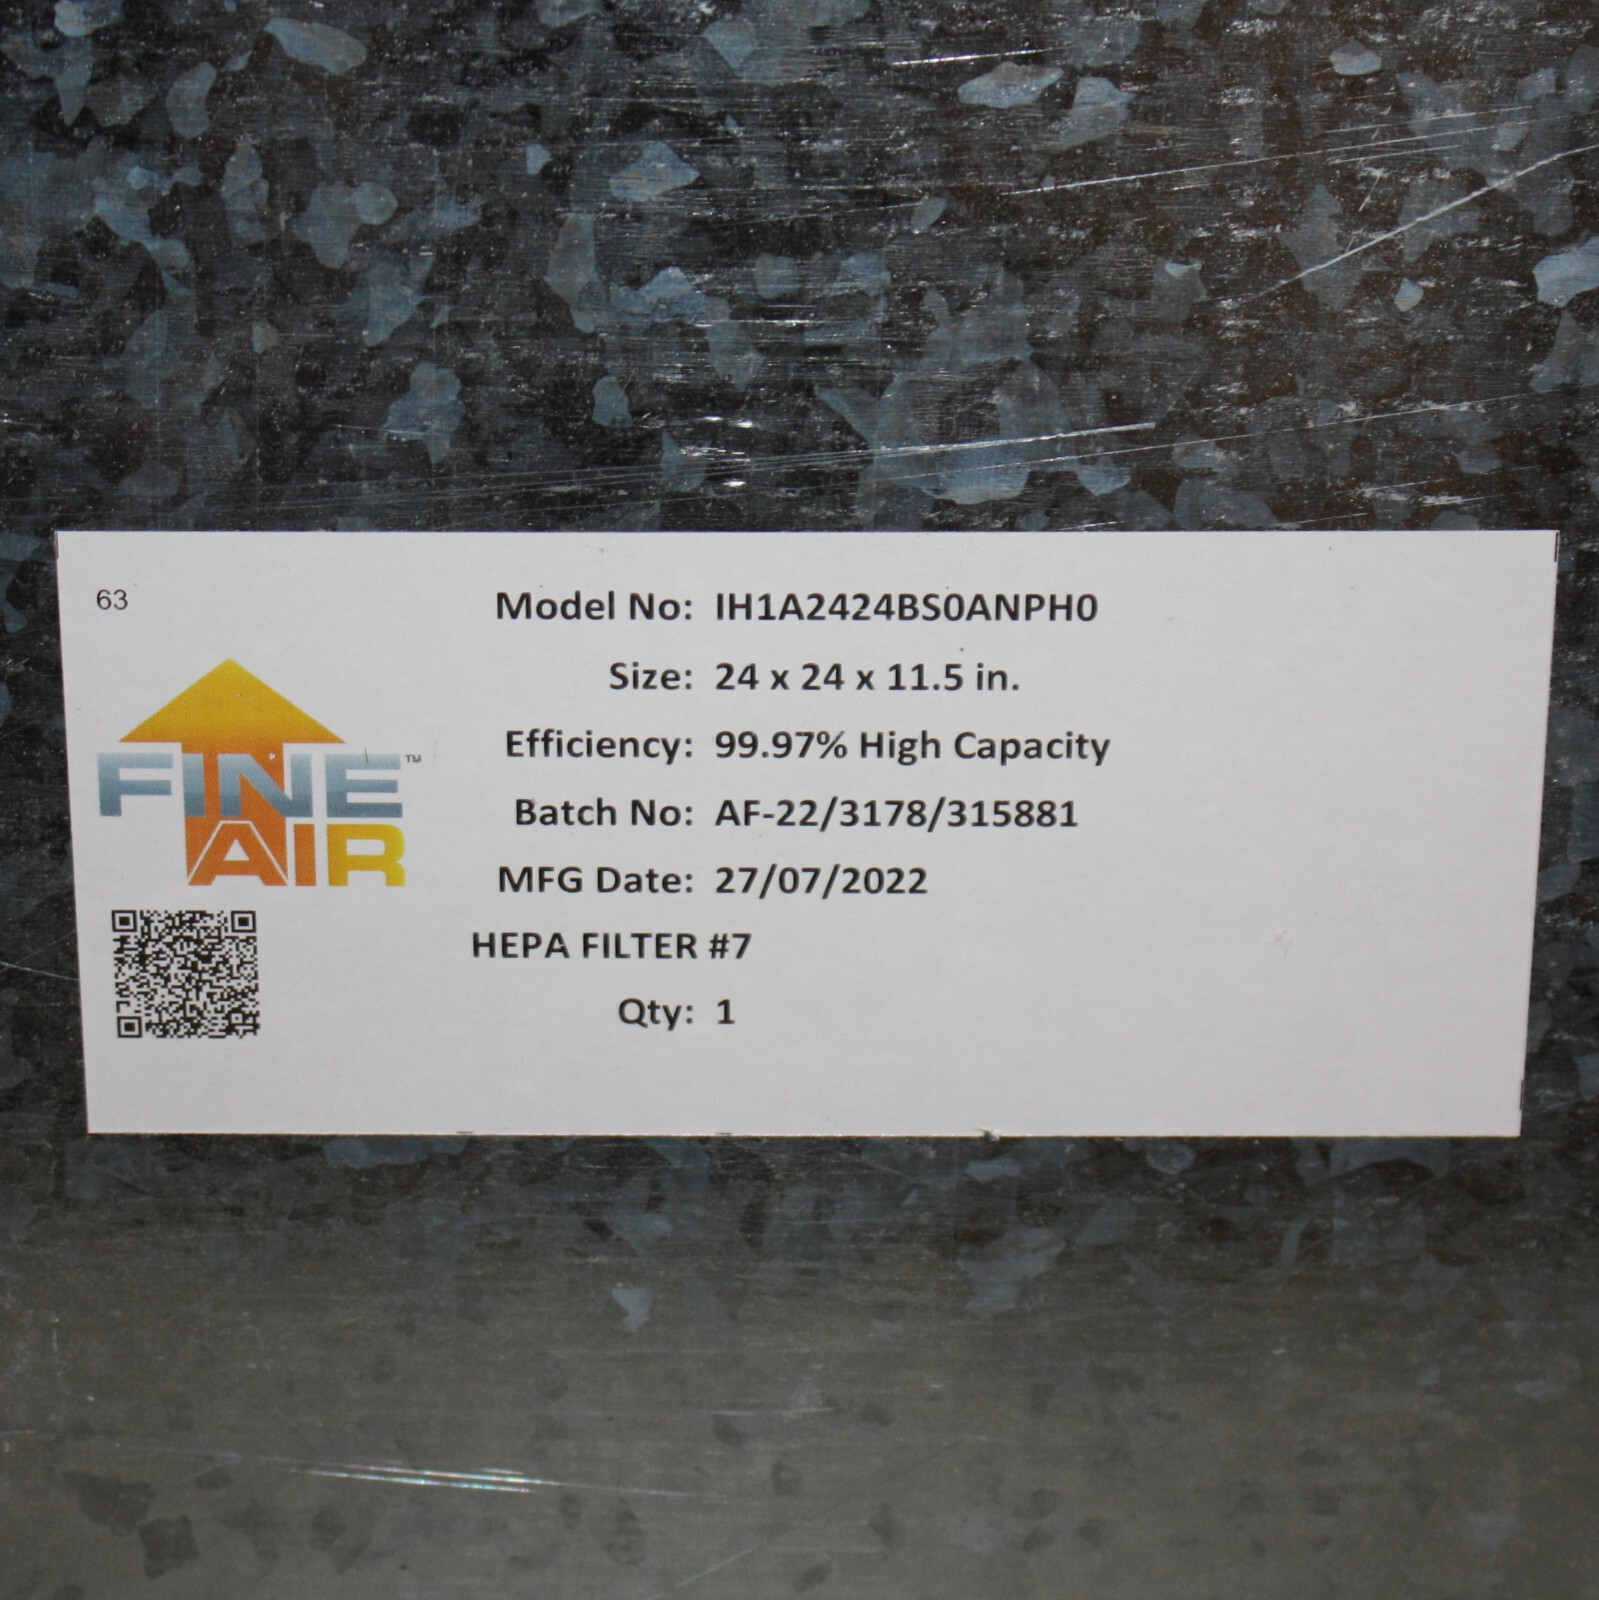 63
Model No: IH1A2424BS0ANPH0
Size: 24 x 24 x 11.5 in.
Efficiency: 99.97% High Capacity
Batch No: AF-22/3178/315881
MFG Date: 27/07/2022
HEPA FILTER #7
Qty: 1
FINE™
AIR